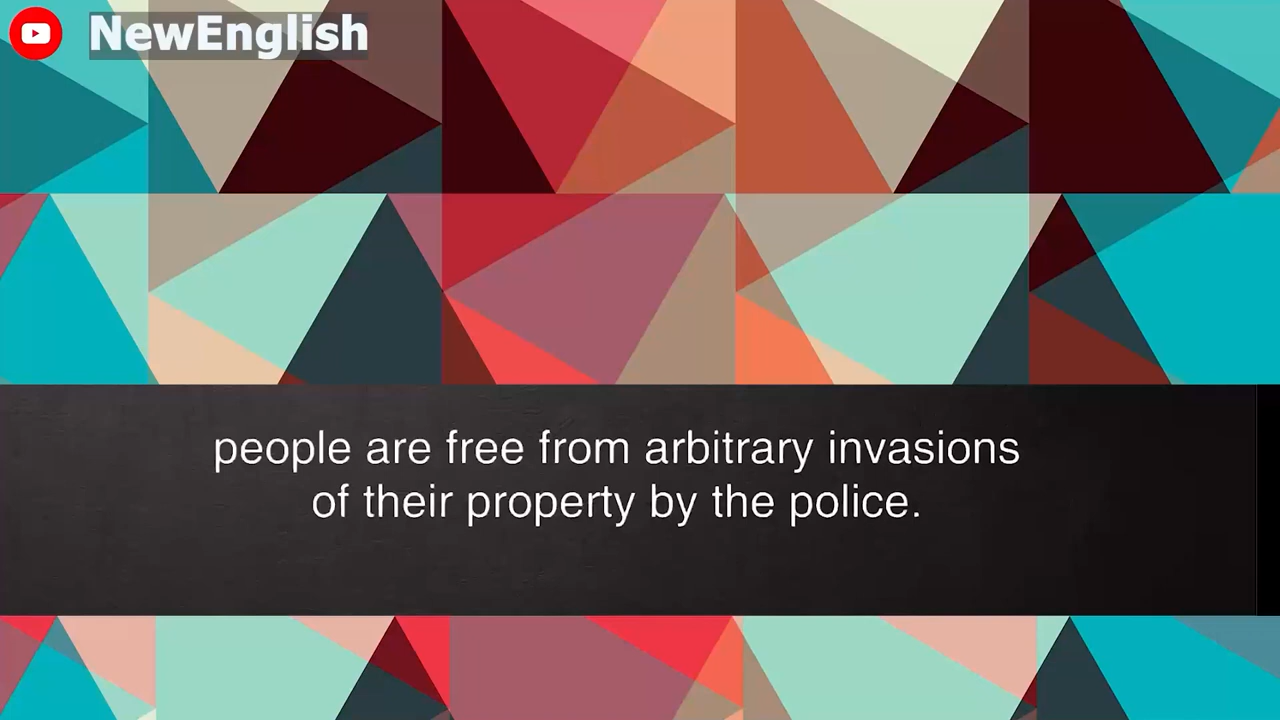 NewEnglish
people are free from arbitrary invasions
of their property by the police.